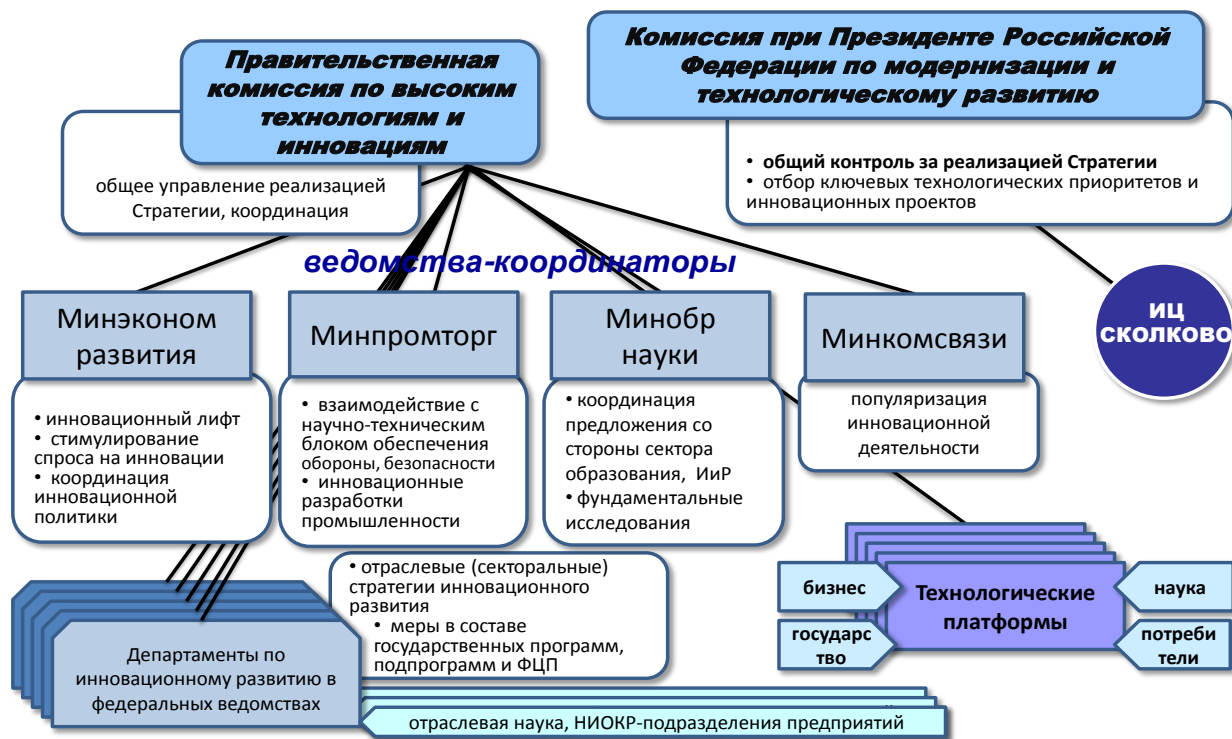 Правительственная
комиссия по высоким
технологиям и
инновациям
общее управление реализацией
Стратегии, координация
Комиссия при Президенте Российской
Федерации по модернизации и
технологическому развитию
• общий контроль за реализацией Стратегии
• отбор ключевых технологических приоритетов и
инновационных проектов
ведомства-координаторы
ИЦ
СКОЛКОВО
Минэконом
развития
• инновационный лифт
• стимулирование
спроса на инновации
• координация
инновационной
политики
Минпромторг
• взаимодействие с
научно-техническим
блоком обеспечения
обороны, безопасности
• инновационные
разработки
промышленности
Минобр
науки
• координация
предложения со
стороны сектора
образования, ИиР
• фундаментальные
исследования
Минкомсвязи
популяризация
инновационной
деятельности
• отраслевые (секторальные)
стратегии инновационного
развития
• меры в составе
государственных программ,
подпрограмм и ФЦП
Департаменты по
инновационному развитию в
федеральных ведомствах
отраслевая наука, НИОКР-подразделения предприятий
бизнес
государс
тво
Технологические
платформы
наука
потреби
тели